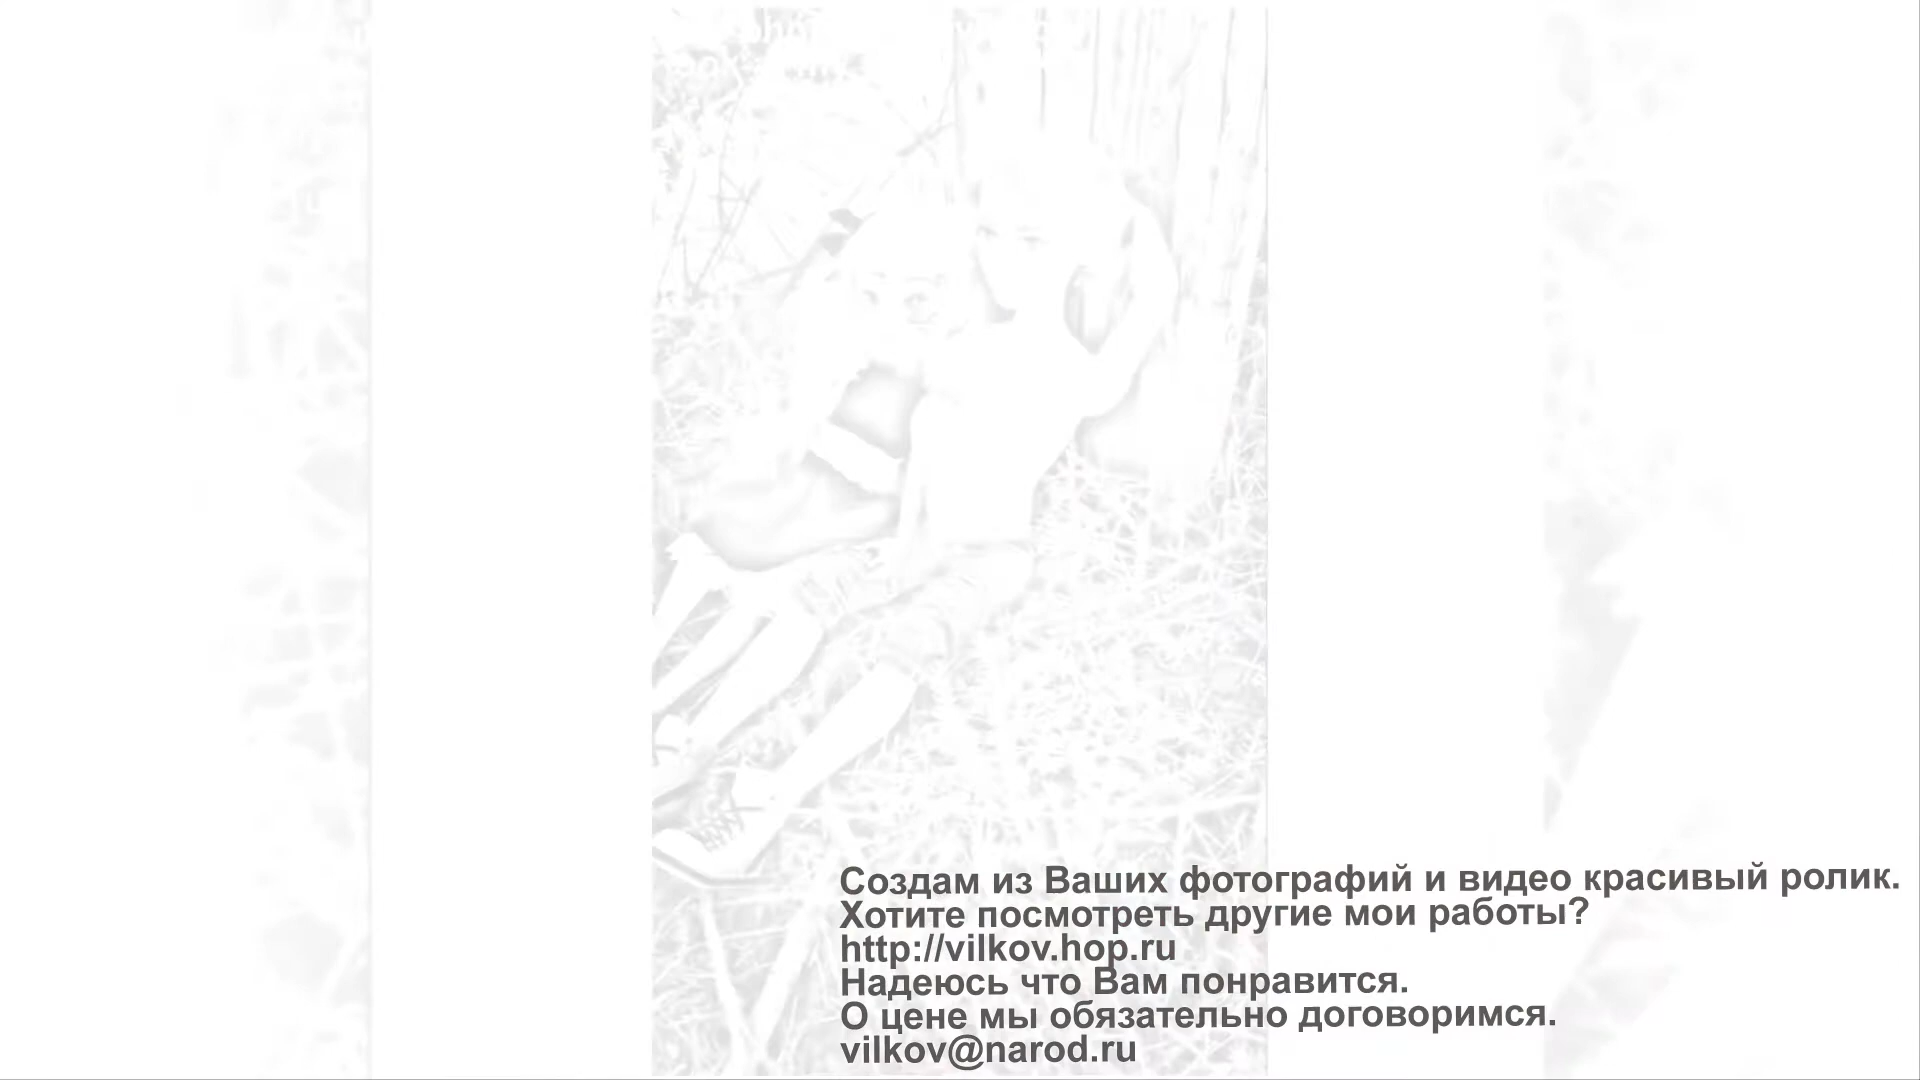 Создам из Ваших фотографий и видео красивый ролик.
Хотите посмотреть другие мои работы?
http://vilkov.hop.ru
Надеюсь что Вам понравится.
О цене мы обязательно договоримся.
vilkov@narod.ru